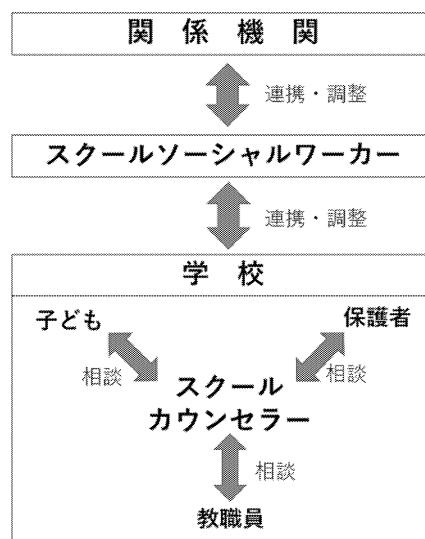 関係機関
連携・調整
スクールソーシャルワーカー
連携・調整
学校
子ども
保護者
相談
相談
スクール
カウンセラー
相談
教職員